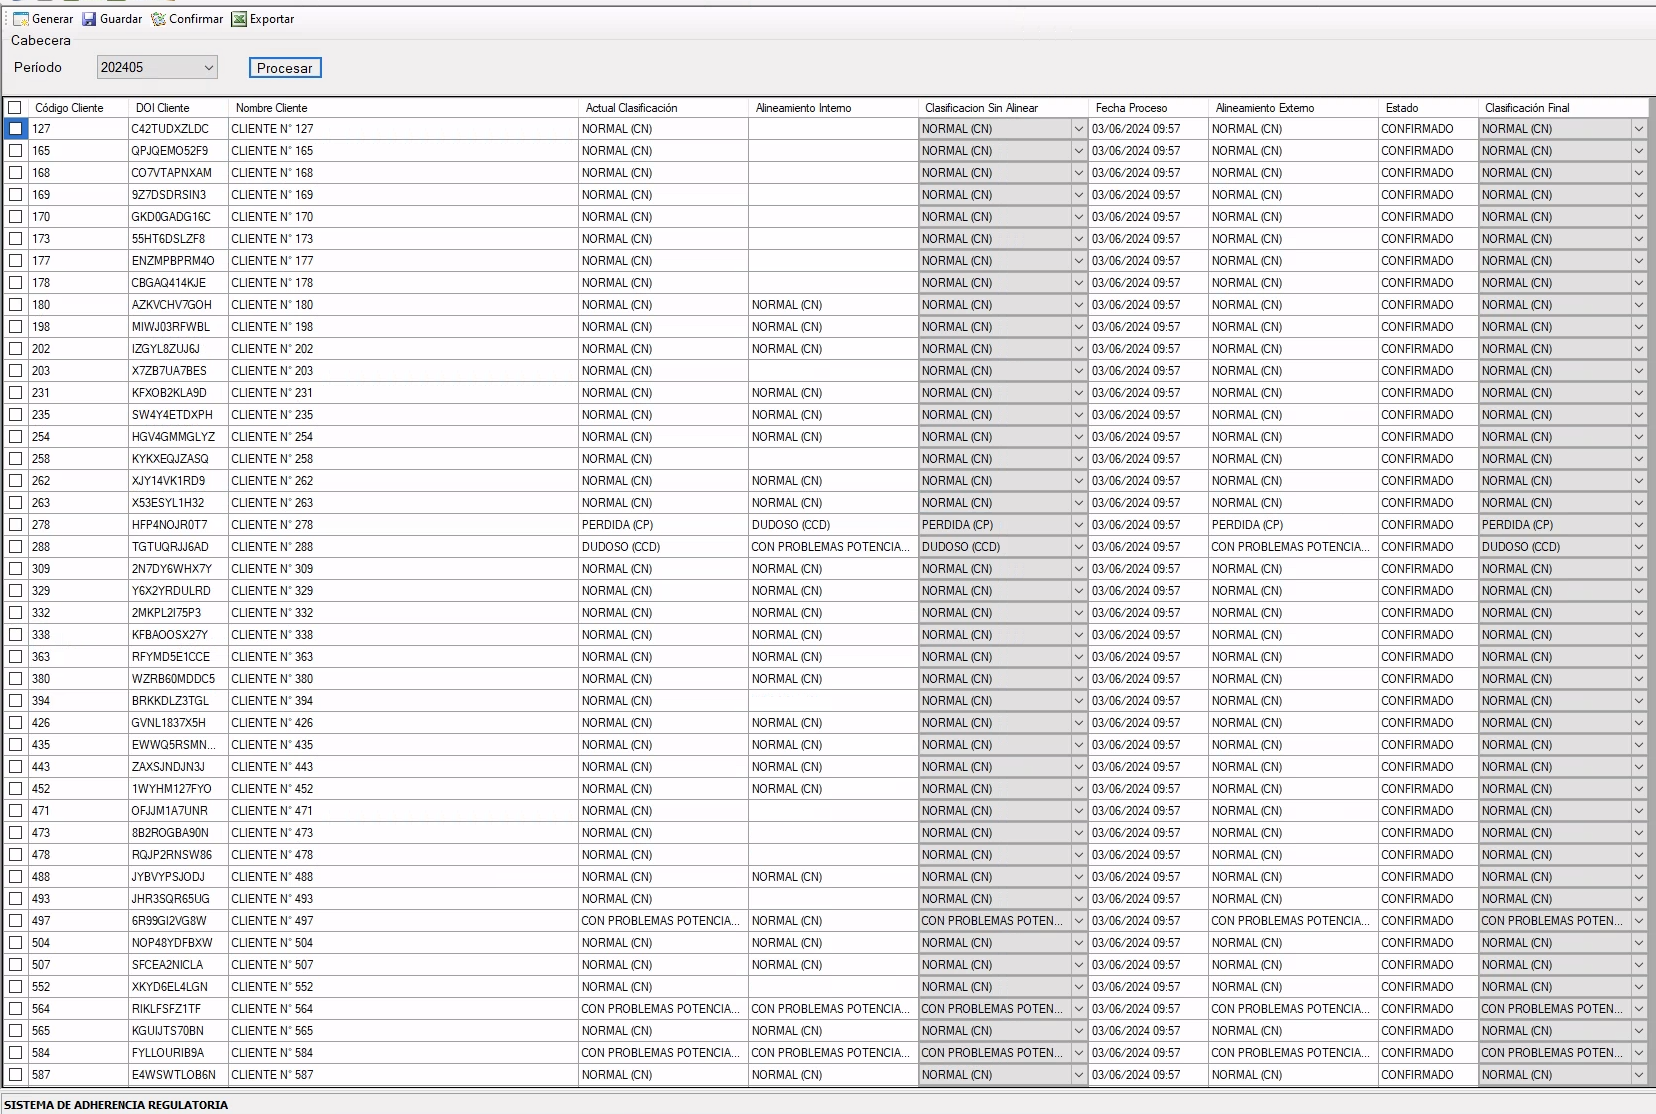 Generar Guardar Confirmar Exportar
Cabecera
Período 202405 Procesar
Código Cliente DOI Cliente Nombre Cliente Actual Clasificación Alineamiento Interno Clasificacion Sin Alinear Fecha Proceso Alineamiento Externo Estado Clasificación Final
127 C42TUDXZLDC CLIENTE N° 127 NORMAL (CN) NORMAL (CN) 03/06/2024 09:57 NORMAL (CN) CONFIRMADO NORMAL (CN)
165 QPJQEMO52F9 CLIENTE N° 165 NORMAL (CN) NORMAL (CN) 03/06/2024 09:57 NORMAL (CN) CONFIRMADO NORMAL (CN)
168 CO7VTAPNXAM CLIENTE N° 168 NORMAL (CN) NORMAL (CN) 03/06/2024 09:57 NORMAL (CN) CONFIRMADO NORMAL (CN)
169 9Z7DSDRSIN3 CLIENTE N° 169 NORMAL (CN) NORMAL (CN) 03/06/2024 09:57 NORMAL (CN) CONFIRMADO NORMAL (CN)
170 GKD0GADG16C CLIENTE N° 170 NORMAL (CN) NORMAL (CN) 03/06/2024 09:57 NORMAL (CN) CONFIRMADO NORMAL (CN)
173 55HT6DSLZF8 CLIENTE N° 173 NORMAL (CN) NORMAL (CN) 03/06/2024 09:57 NORMAL (CN) CONFIRMADO NORMAL (CN)
177 ENZMPBPRM4O CLIENTE N° 177 NORMAL (CN) NORMAL (CN) 03/06/2024 09:57 NORMAL (CN) CONFIRMADO NORMAL (CN)
178 CBGAQ414KJE CLIENTE N° 178 NORMAL (CN) NORMAL (CN) 03/06/2024 09:57 NORMAL (CN) CONFIRMADO NORMAL (CN)
180 AZKVCHV7GOH CLIENTE N° 180 NORMAL (CN) NORMAL (CN) NORMAL (CN) 03/06/2024 09:57 NORMAL (CN) CONFIRMADO NORMAL (CN)
198 MIWJ03RFWBL CLIENTE N° 198 NORMAL (CN) NORMAL (CN) NORMAL (CN) 03/06/2024 09:57 NORMAL (CN) CONFIRMADO NORMAL (CN)
202 IZGYL8ZUJ6J CLIENTE N° 202 NORMAL (CN) NORMAL (CN) NORMAL (CN) 03/06/2024 09:57 NORMAL (CN) CONFIRMADO NORMAL (CN)
203 X7ZB7UA7BES CLIENTE N° 203 NORMAL (CN) NORMAL (CN) 03/06/2024 09:57 NORMAL (CN) CONFIRMADO NORMAL (CN)
231 KFXOB2KLA9D CLIENTE N° 231 NORMAL (CN) NORMAL (CN) NORMAL (CN) 03/06/2024 09:57 NORMAL (CN) CONFIRMADO NORMAL (CN)
235 SW4Y4ETDXPH CLIENTE N° 235 NORMAL (CN) NORMAL (CN) NORMAL (CN) 03/06/2024 09:57 NORMAL (CN) CONFIRMADO NORMAL (CN)
254 HGV4GMMGLYZ CLIENTE N° 254 NORMAL (CN) NORMAL (CN) NORMAL (CN) 03/06/2024 09:57 NORMAL (CN) CONFIRMADO NORMAL (CN)
258 KYKXEQJZASQ CLIENTE N° 258 NORMAL (CN) NORMAL (CN) 03/06/2024 09:57 NORMAL (CN) CONFIRMADO NORMAL (CN)
262 XJY14VK1RD9 CLIENTE N° 262 NORMAL (CN) NORMAL (CN) NORMAL (CN) 03/06/2024 09:57 NORMAL (CN) CONFIRMADO NORMAL (CN)
263 X53ESYL1H32 CLIENTE N° 263 NORMAL (CN) NORMAL (CN) NORMAL (CN) 03/06/2024 09:57 NORMAL (CN) CONFIRMADO NORMAL (CN)
278 HFP4NOJR0T7 CLIENTE N° 278 PERDIDA (CP) DUDOSO (CCD) PERDIDA (CP) 03/06/2024 09:57 PERDIDA (CP) CONFIRMADO PERDIDA (CP)
288 TGTUQRJJ6AD CLIENTE N° 288 DUDOSO (CCD) CON PROBLEMAS POTENCIA... DUDOSO (CCD) 03/06/2024 09:57 CON PROBLEMAS POTENCIA... CONFIRMADO DUDOSO (CCD)
309 2N7DY6WHX7Y CLIENTE N° 309 NORMAL (CN) NORMAL (CN) NORMAL (CN) 03/06/2024 09:57 NORMAL (CN) CONFIRMADO NORMAL (CN)
329 Y6X2YRDULRD CLIENTE N° 329 NORMAL (CN) NORMAL (CN) NORMAL (CN) 03/06/2024 09:57 NORMAL (CN) CONFIRMADO NORMAL (CN)
332 2MKPL2I75P3 CLIENTE N° 332 NORMAL (CN) NORMAL (CN) NORMAL (CN) 03/06/2024 09:57 NORMAL (CN) CONFIRMADO NORMAL (CN)
338 KFBAOOSX27Y CLIENTE N° 338 NORMAL (CN) NORMAL (CN) NORMAL (CN) 03/06/2024 09:57 NORMAL (CN) CONFIRMADO NORMAL (CN)
363 RFYMD5E1CCE CLIENTE N° 363 NORMAL (CN) NORMAL (CN) NORMAL (CN) 03/06/2024 09:57 NORMAL (CN) CONFIRMADO NORMAL (CN)
380 WZRB60MDDC5 CLIENTE N° 380 NORMAL (CN) NORMAL (CN) NORMAL (CN) 03/06/2024 09:57 NORMAL (CN) CONFIRMADO NORMAL (CN)
394 BRKKDLZ3TGL CLIENTE N° 394 NORMAL (CN) NORMAL (CN) 03/06/2024 09:57 NORMAL (CN) CONFIRMADO NORMAL (CN)
426 GVNL1837X5H CLIENTE N° 426 NORMAL (CN) NORMAL (CN) NORMAL (CN) 03/06/2024 09:57 NORMAL (CN) CONFIRMADO NORMAL (CN)
435 EWWQ5RSMN... CLIENTE N° 435 NORMAL (CN) NORMAL (CN) NORMAL (CN) 03/06/2024 09:57 NORMAL (CN) CONFIRMADO NORMAL (CN)
443 ZAXSJNDJN3J CLIENTE N° 443 NORMAL (CN) NORMAL (CN) NORMAL (CN) 03/06/2024 09:57 NORMAL (CN) CONFIRMADO NORMAL (CN)
452 1WYHM127FYO CLIENTE N° 452 NORMAL (CN) NORMAL (CN) NORMAL (CN) 03/06/2024 09:57 NORMAL (CN) CONFIRMADO NORMAL (CN)
471 OFJJM1A7UNR CLIENTE N° 471 NORMAL (CN) NORMAL (CN) 03/06/2024 09:57 NORMAL (CN) CONFIRMADO NORMAL (CN)
473 8B2ROGBA90N CLIENTE N° 473 NORMAL (CN) NORMAL (CN) 03/06/2024 09:57 NORMAL (CN) CONFIRMADO NORMAL (CN)
478 RQJP2RNSW86 CLIENTE N° 478 NORMAL (CN) NORMAL (CN) 03/06/2024 09:57 NORMAL (CN) CONFIRMADO NORMAL (CN)
488 JYBVYPSJODJ CLIENTE N° 488 NORMAL (CN) NORMAL (CN) NORMAL (CN) 03/06/2024 09:57 NORMAL (CN) CONFIRMADO NORMAL (CN)
493 JHR3SQR65UG CLIENTE N° 493 NORMAL (CN) NORMAL (CN) 03/06/2024 09:57 NORMAL (CN) CONFIRMADO NORMAL (CN)
497 6R99GI2VG8W CLIENTE N° 497 CON PROBLEMAS POTENCIA... NORMAL (CN) CON PROBLEMAS POTEN... 03/06/2024 09:57 CON PROBLEMAS POTENCIA... CONFIRMADO CON PROBLEMAS POTEN...
504 NOP48YDFBXW CLIENTE N° 504 NORMAL (CN) NORMAL (CN) NORMAL (CN) 03/06/2024 09:57 NORMAL (CN) CONFIRMADO NORMAL (CN)
507 SFCEA2NICLA CLIENTE N° 507 NORMAL (CN) NORMAL (CN) NORMAL (CN) 03/06/2024 09:57 NORMAL (CN) CONFIRMADO NORMAL (CN)
552 XKYD6EL4LGN CLIENTE N° 552 NORMAL (CN) NORMAL (CN) 03/06/2024 09:57 NORMAL (CN) CONFIRMADO NORMAL (CN)
564 RIKLFSFZ1TF CLIENTE N° 564 CON PROBLEMAS POTENCIA... CON PROBLEMAS POTENCIA... CON PROBLEMAS POTEN... 03/06/2024 09:57 CON PROBLEMAS POTENCIA... CONFIRMADO CON PROBLEMAS POTEN...
565 KGUIJTS70BN CLIENTE N° 565 NORMAL (CN) NORMAL (CN) NORMAL (CN) 03/06/2024 09:57 NORMAL (CN) CONFIRMADO NORMAL (CN)
584 FYLLOURIB9A CLIENTE N° 584 CON PROBLEMAS POTENCIA... CON PROBLEMAS POTENCIA... CON PROBLEMAS POTEN... 03/06/2024 09:57 CON PROBLEMAS POTENCIA... CONFIRMADO CON PROBLEMAS POTEN...
587 E4WSWTLOB6N CLIENTE N° 587 NORMAL (CN) NORMAL (CN) NORMAL (CN) 03/06/2024 09:57 NORMAL (CN) CONFIRMADO NORMAL (CN)
SISTEMA DE ADHERENCIA REGULATORIA